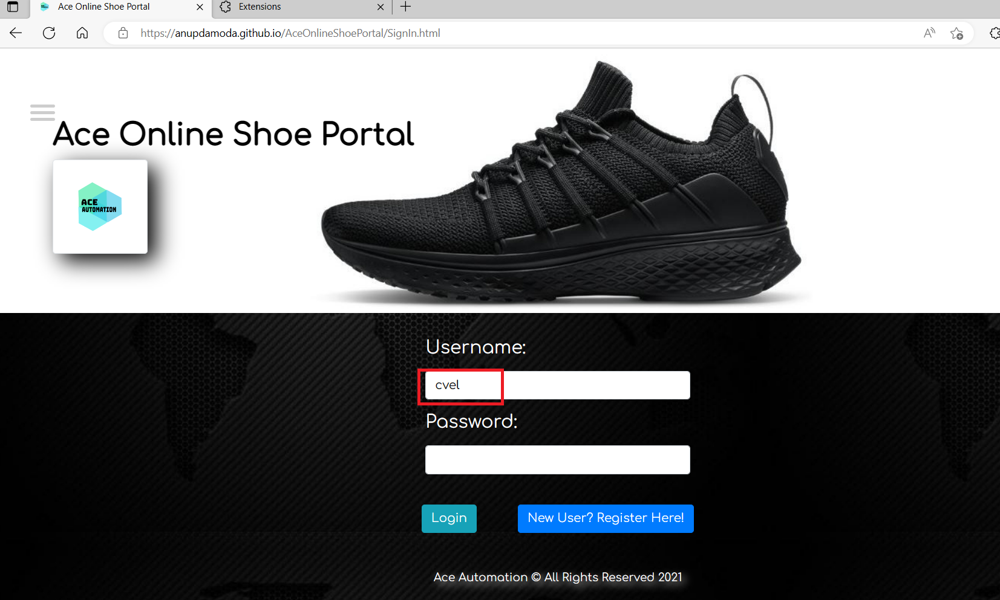 Ace Online Shoe Portal
Extensions
https://anupdamoda.github.io/AceOnlineShoePortal/SignIn.html
Ace Online Shoe Portal
ACE
AUTOMATION
Username:
cvel
Password:
Login
New User? Register Here!
Ace Automation © All Rights Reserved 2021